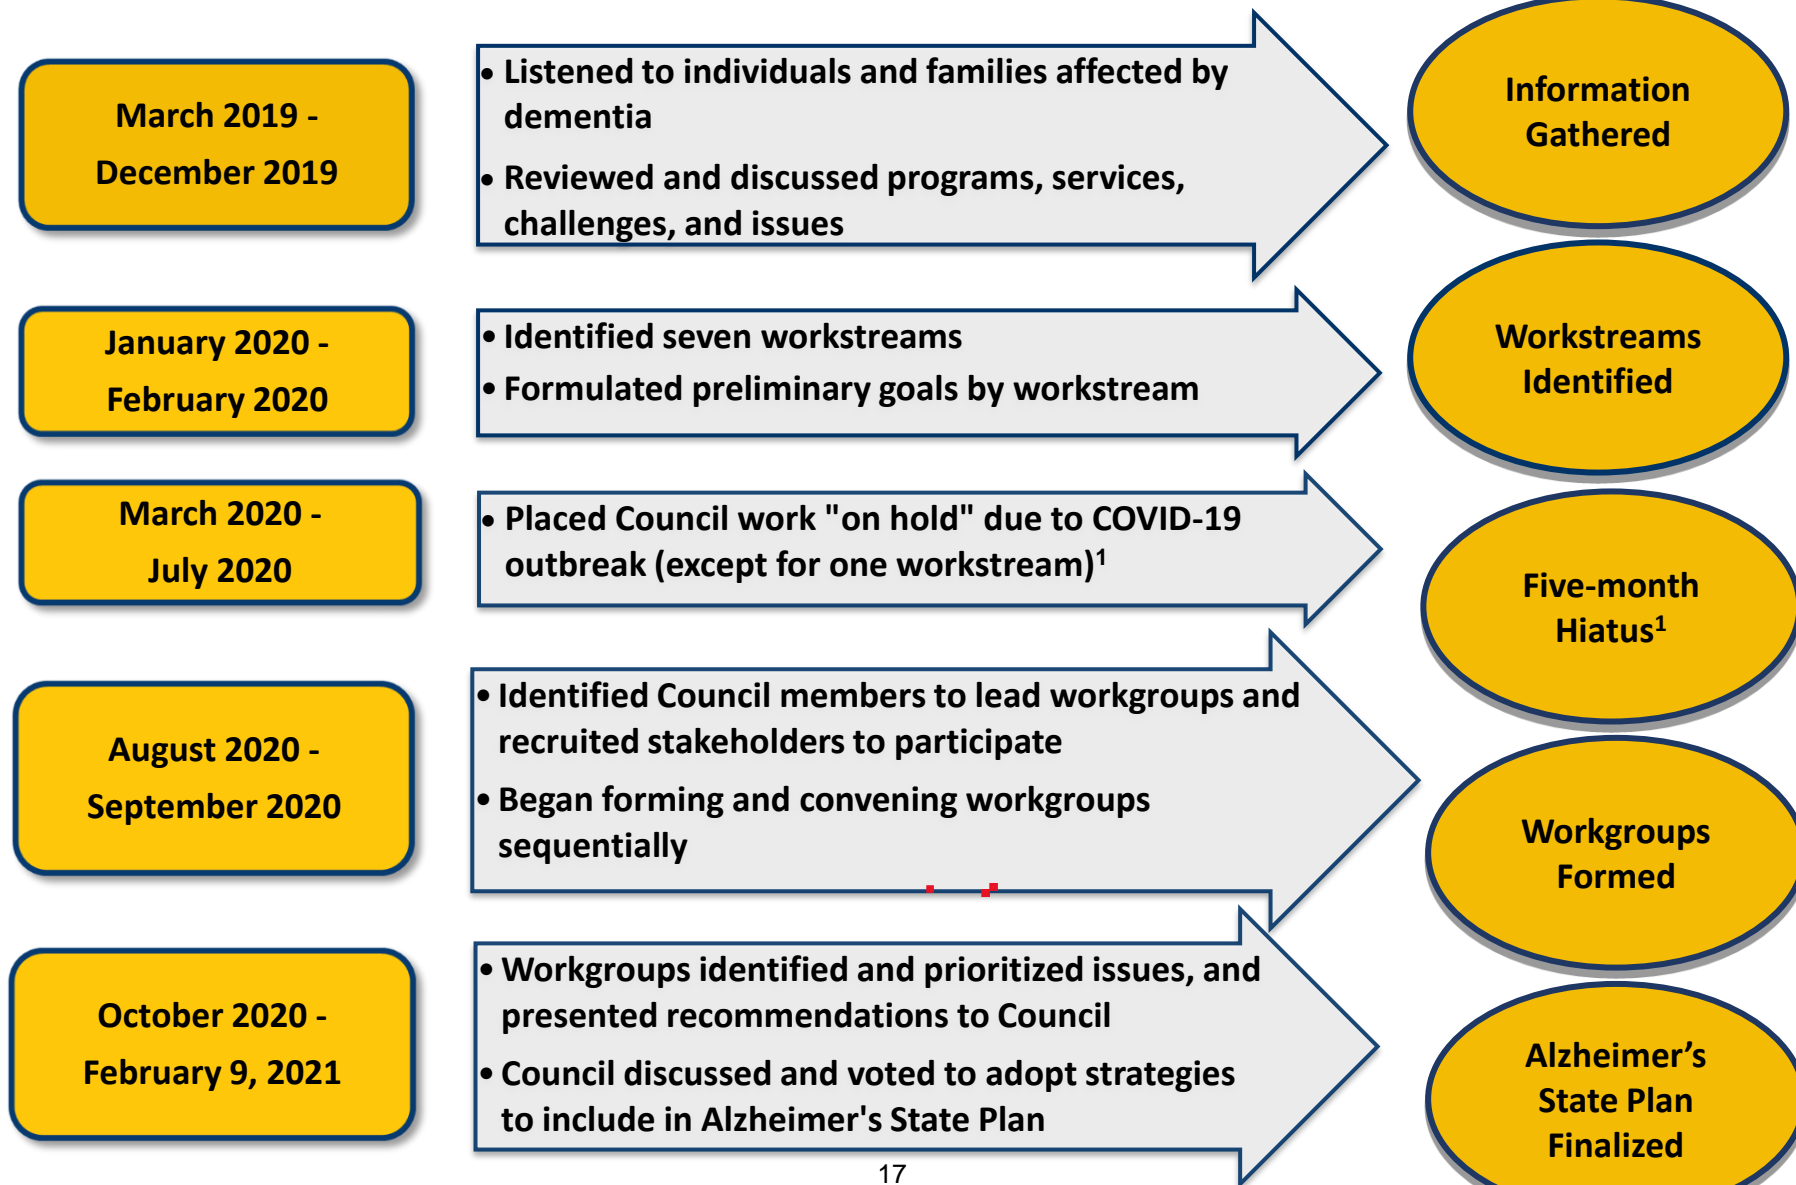 March 2019 -
December 2019
• Listened to individuals and families affected by
dementia
• Reviewed and discussed programs, services,
challenges, and issues
Information
Gathered
January 2020 -
February 2020
• Identified seven workstreams
• Formulated preliminary goals by workstream
Workstreams
Identified
March 2020 -
July 2020
• Placed Council work "on hold" due to COVID-19
outbreak (except for one workstream)¹
Five-month
Hiatus¹
August 2020 -
September 2020
• Identified Council members to lead workgroups and
recruited stakeholders to participate
• Began forming and convening workgroups
sequentially
Workgroups
Formed
October 2020 -
February 9, 2021
• Workgroups identified and prioritized issues, and
presented recommendations to Council
• Council discussed and voted to adopt strategies
to include in Alzheimer's State Plan
Alzheimer’s
State Plan
Finalized
17